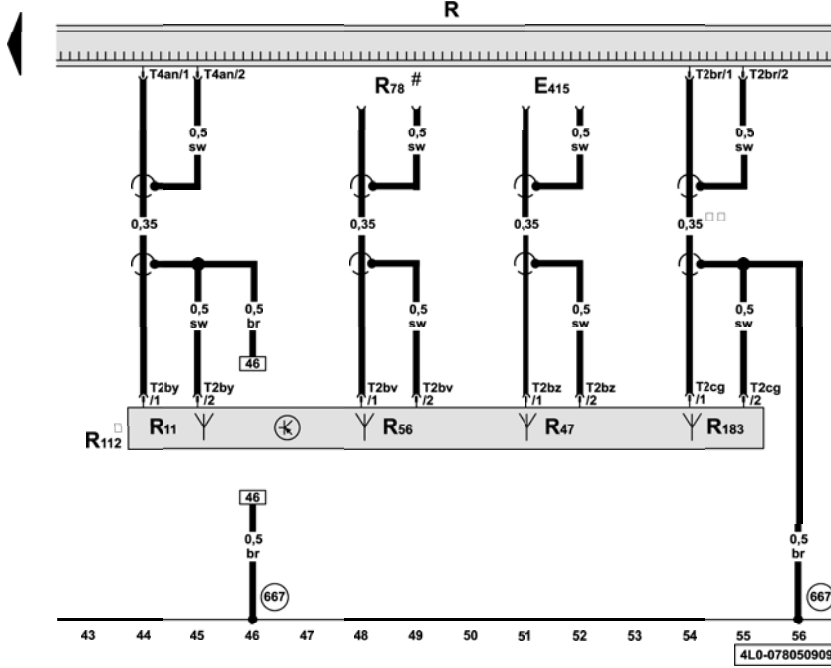 R
T4an/1 T4an/2 R78 # E415 T2br/1 T2br/2
0,5 sw 0,5 sw 0,5 sw 0,5 sw
0,35 0,35 0,35 0,35
0,5 sw 0,5 br 0,5 sw 0,5 sw 0,5 sw
46
T2by/1 T2by/2 T2bv/1 T2bv/2 T2bz/1 T2bz/2 T2cg/1 T2cg/2
R112 R11 R56 R47 R183
46
0,5 br 0,5 br
667 667
43 44 45 46 47 48 49 50 51 52 53 54 55 56
4L0-078050909